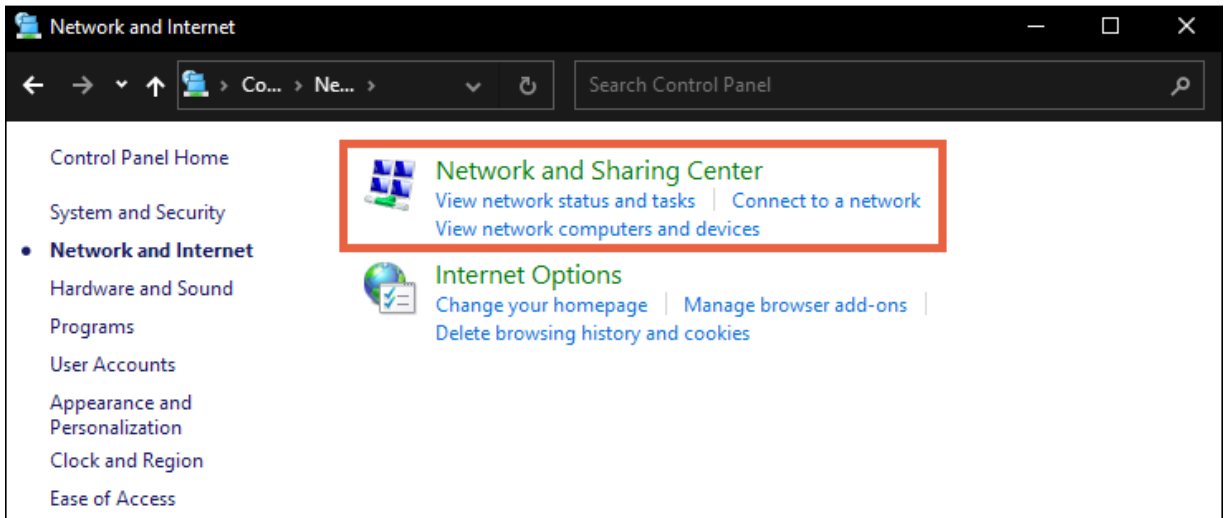 Network and Internet
Co... > Ne... >
Search Control Panel
Control Panel Home
System and Security
Network and Internet
Hardware and Sound
Programs
User Accounts
Appearance and
Personalization
Clock and Region
Ease of Access
Network and Sharing Center
View network status and tasks
Connect to a network
View network computers and devices
Internet Options
Change your homepage
Manage browser add-ons
Delete browsing history and cookies